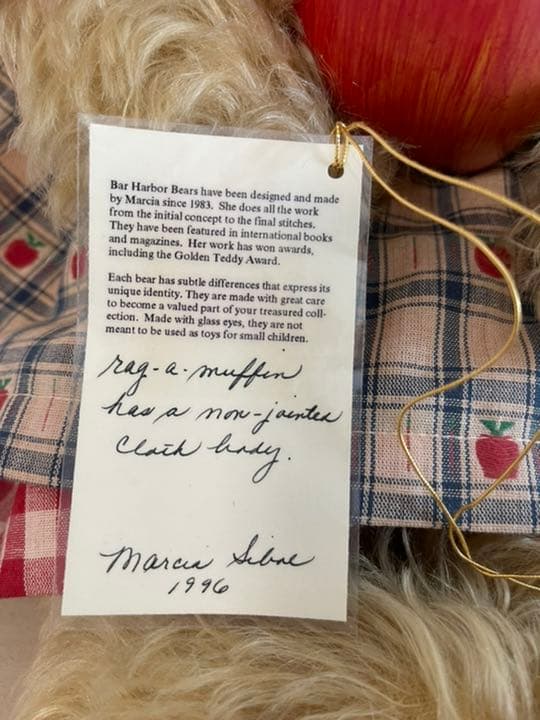 Bar Harbor Bears have been designed and made
by Marcia since 1983. She does all the work
from the initial concept to the final stitches.
They have been featured in international books
and magazines. Her work has won awards,
including the Golden Teddy Award.
Each bear has subtle differences that express its
unique identity. They are made with great care
to become a valued part of your treasured coll-
ection. Made with glass eyes, they are not
meant to be used as toys for small children.
rag-a-muffin
has a non-jointed
cloth body.
Marcia Sibol
1996